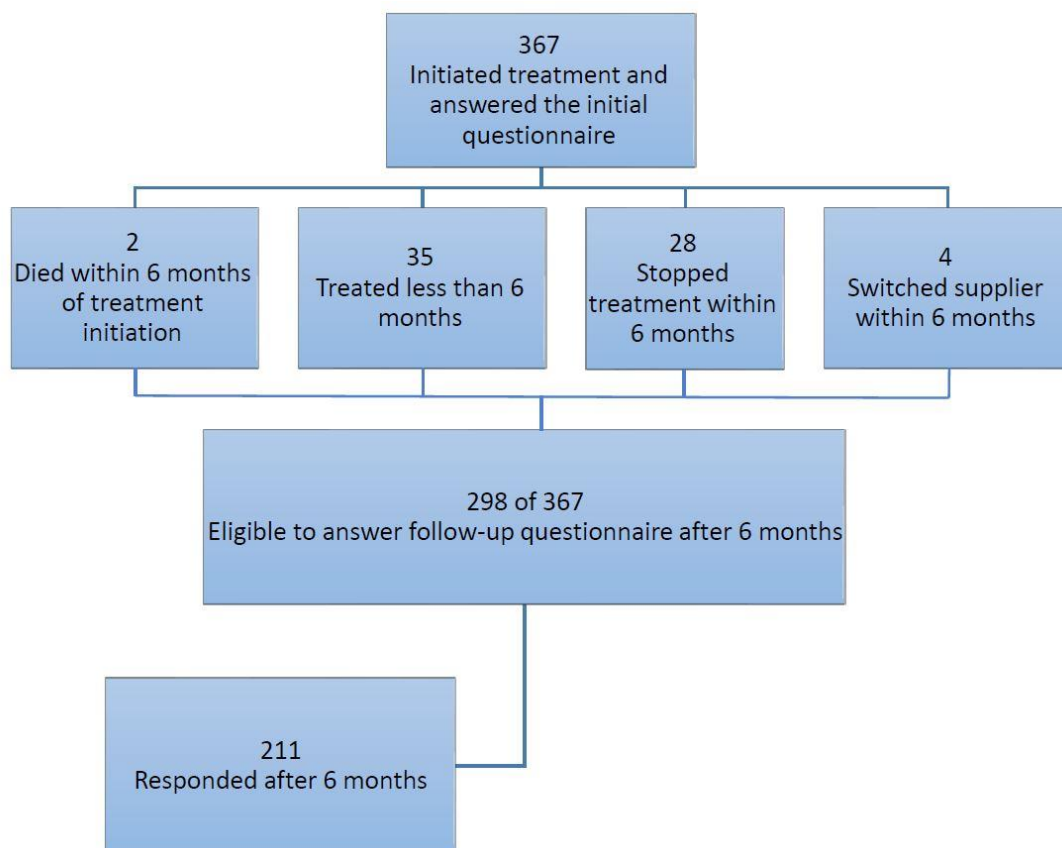 367
Initiated treatment and
answered the initial
questionnaire
2
Died within 6 months
of treatment
initiation
35
Treated less than 6
months
28
Stopped
treatment within
6 months
4
Switched supplier
within 6 months
298 of 367
Eligible to answer follow-up questionnaire after 6 months
211
Responded after 6 months